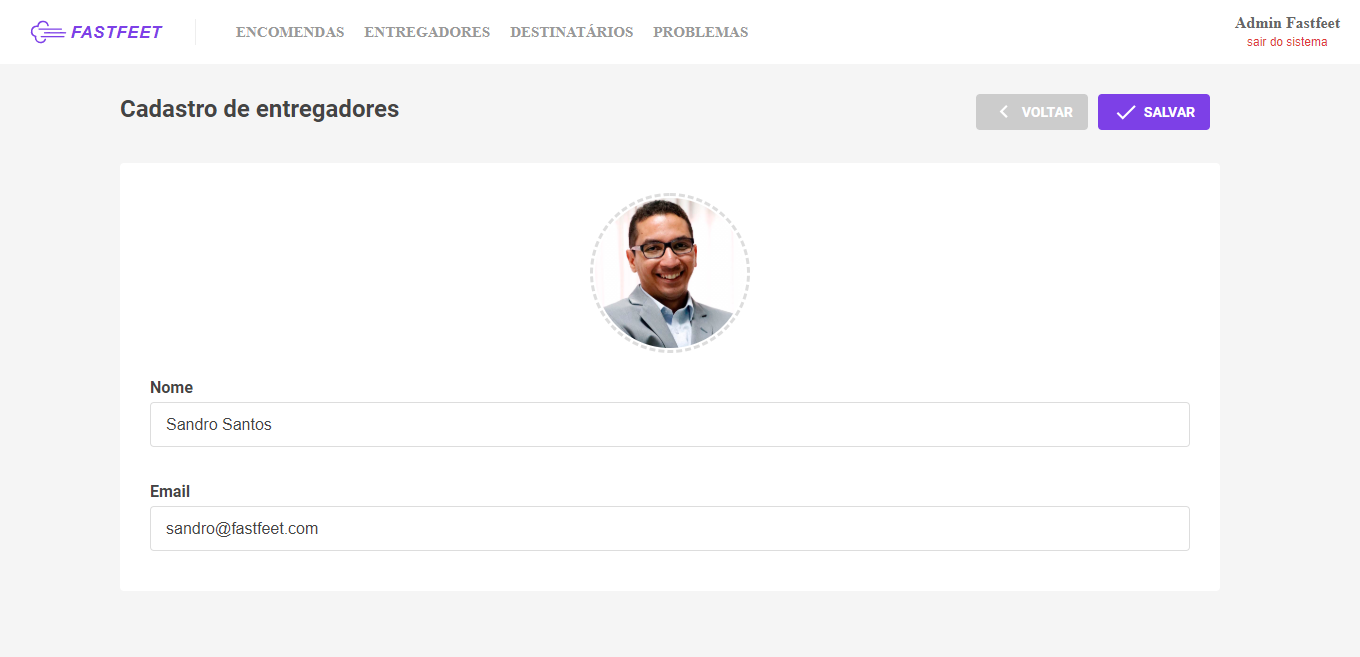 FASTFEET
ENCOMENDAS ENTREGADORES DESTINATÁRIOS PROBLEMAS
Admin Fastfeet
sair do sistema
Cadastro de entregadores
VOLTAR SALVAR
Nome
Sandro Santos
Email
sandro@fastfeet.com